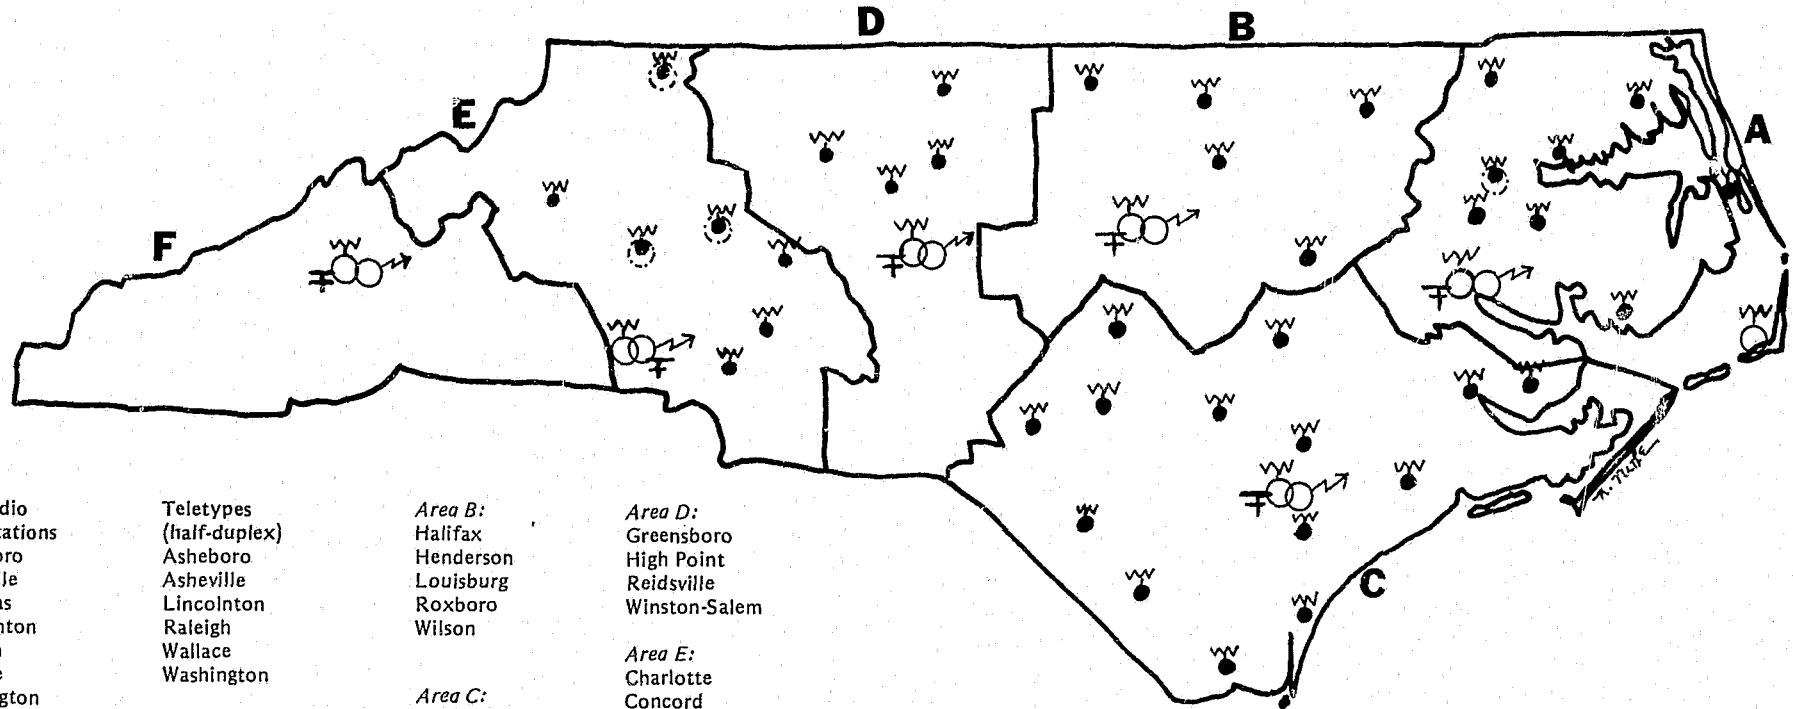 D
B
E
A
F
C
Teletypes
(half-duplex)
Asheboro
Asheville
Lincolnton
Raleigh
Wallace
Washington
Area B:
Halifax
Henderson
Louisburg
Roxboro
Wilson
Area C:
Area D:
Greensboro
High Point
Reidsville
Winston-Salem
Area E:
Charlotte
Concord